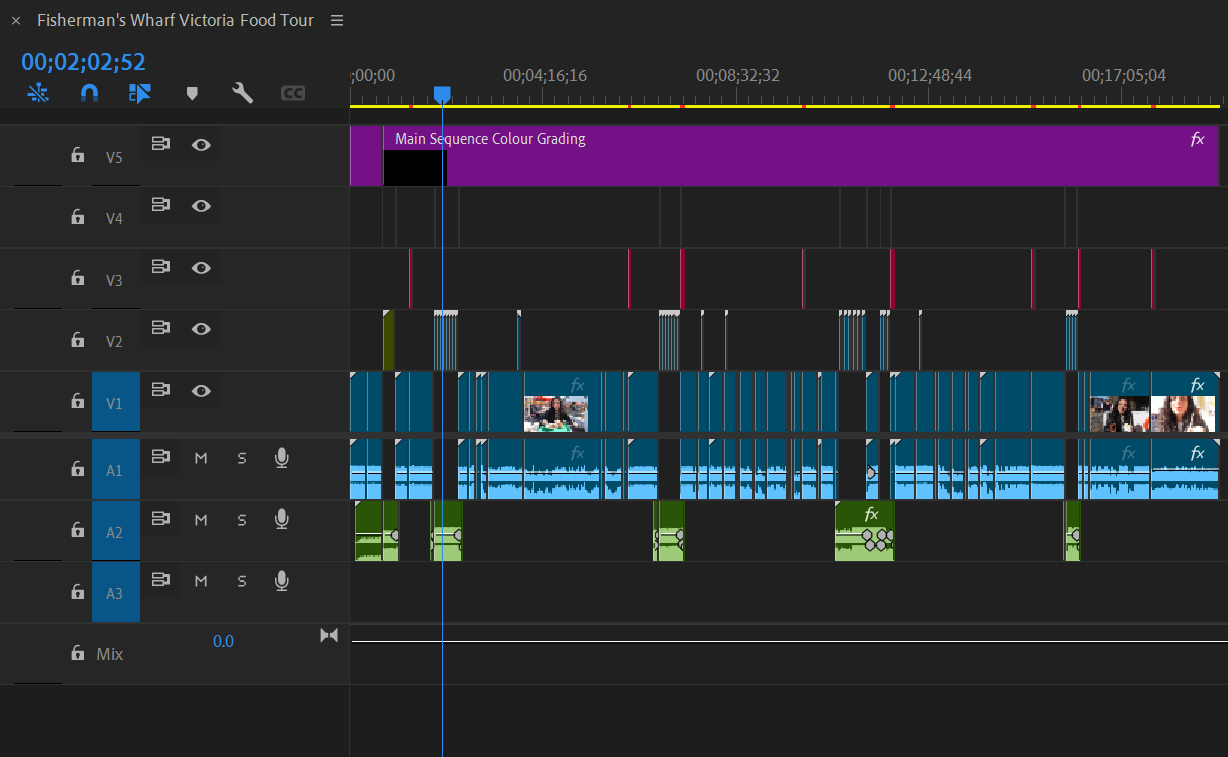 Fisherman's Wharf Victoria Food Tour
00;02;02;52
;00;00
00;04;16;16
00;08;32;32
00;12;48;44
00;17;05;04
CC
V5
Main Sequence Colour Grading
fx
V4
V3
V2
V1
fx
fx
fx
A1
M
S
fx
fx
fx
A2
M
S
fx
A3
M
S
Mix
0.0